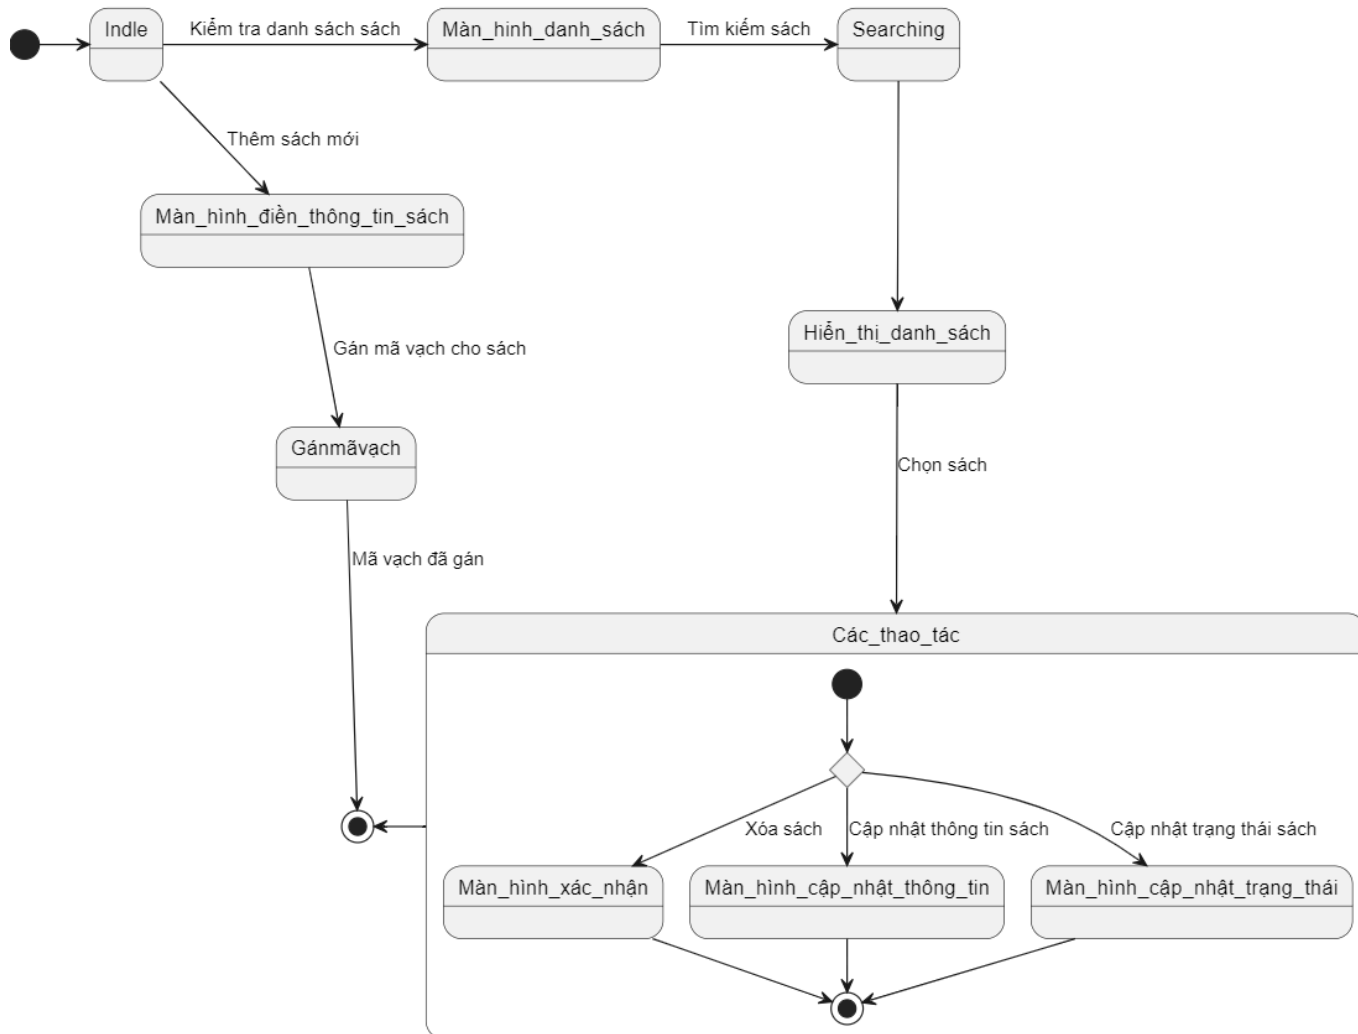 Indle
Kiểm tra danh sách sách
Màn_hinh_danh_sách
Tìm kiếm sách
Searching
Thêm sách mới
Màn_hình_điền_thông_tin_sách
Hiển_thị_danh_sách
Gán mã vạch cho sách
Gánmãvạch
Chọn sách
Mã vạch đã gán
Các_thao_tác
Xóa sách
Cập nhật thông tin sách
Cập nhật trạng thái sách
Màn_hình_xác_nhận
Màn_hình_cập_nhật_thông_tin
Màn_hình_cập_nhật_trạng_thái